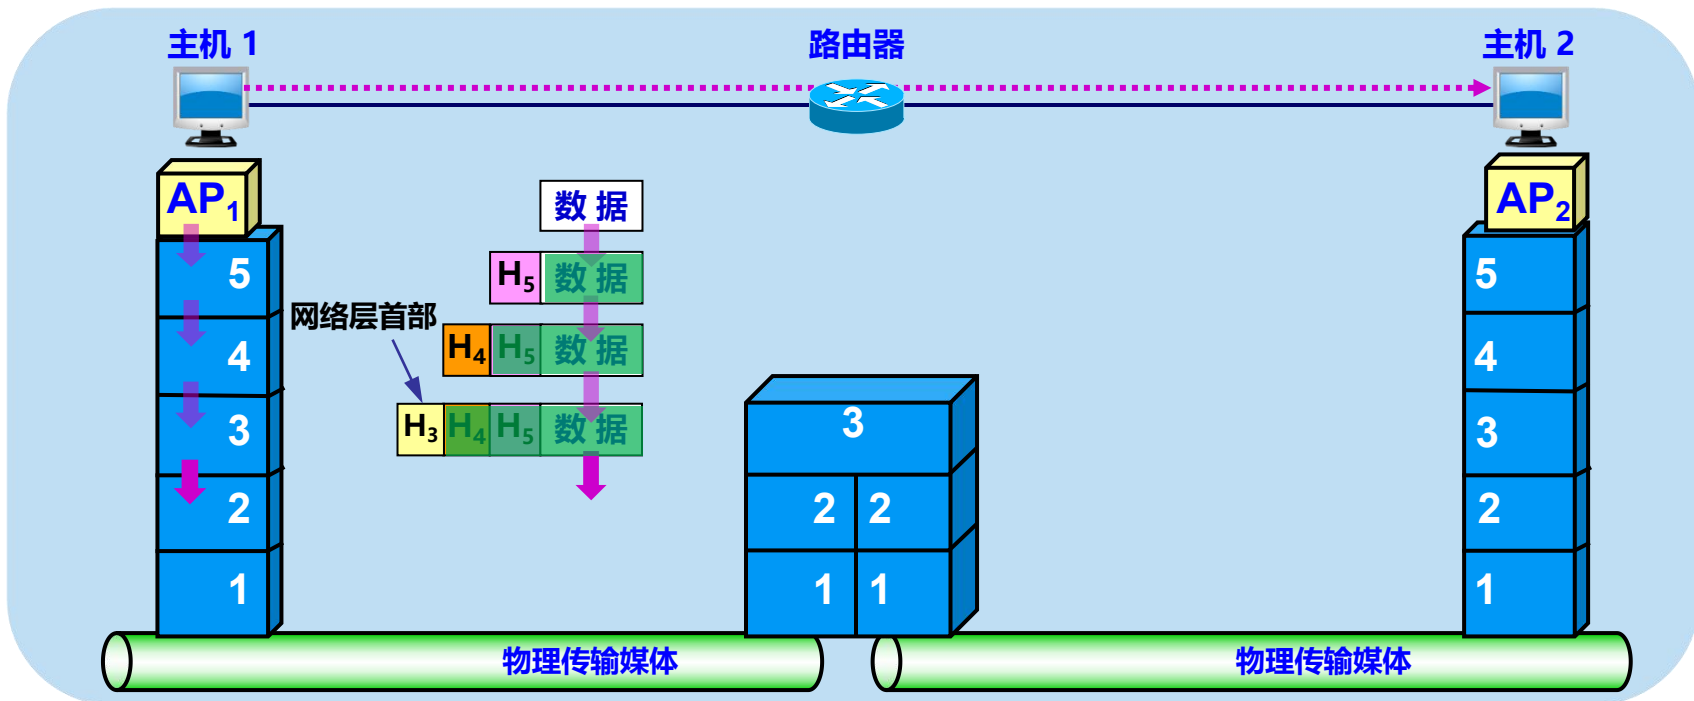 主机 1
路由器
主机 2
AP1
AP2
数 据
H5 数 据
网络层首部
H4 H5 数 据
H3 H4 H5 数 据
5
4
3
2
1
3
2 2
1 1
5
4
3
2
1
物理传输媒体
物理传输媒体